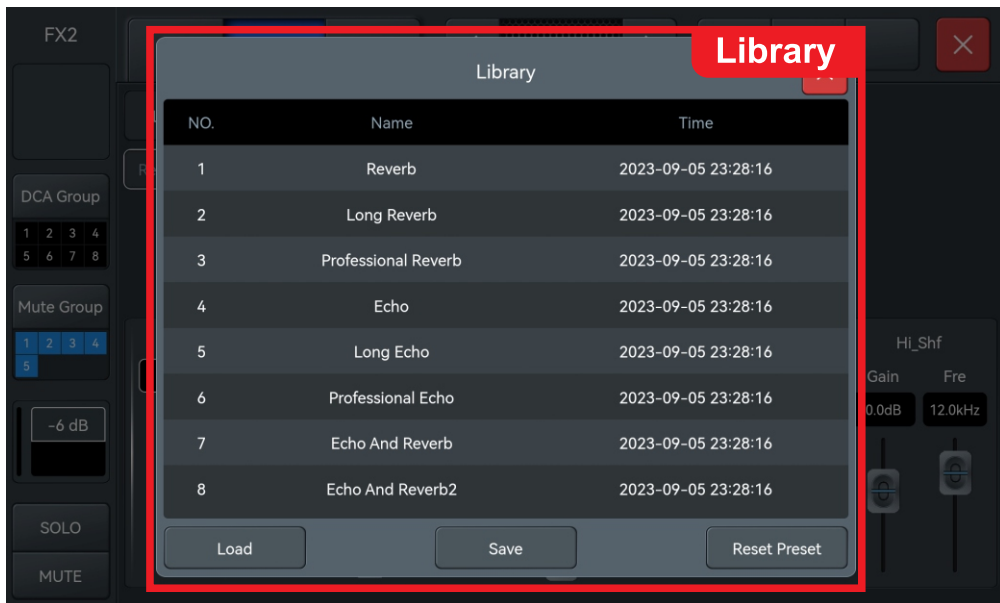 FX2
Library
Library
NO. Name Time
1 Reverb 2023-09-05 23:28:16
2 Long Reverb 2023-09-05 23:28:16
3 Professional Reverb 2023-09-05 23:28:16
4 Echo 2023-09-05 23:28:16
5 Long Echo 2023-09-05 23:28:16
6 Professional Echo 2023-09-05 23:28:16
7 Echo And Reverb 2023-09-05 23:28:16
8 Echo And Reverb2 2023-09-05 23:28:16
Load Save Reset Preset
DCA Group
1 2 3 4
5 6 7 8
Mute Group
1 2 3 4
5
-6 dB
SOLO
MUTE
Hi_Shf
Gain Fre
0.0dB 12.0kHz